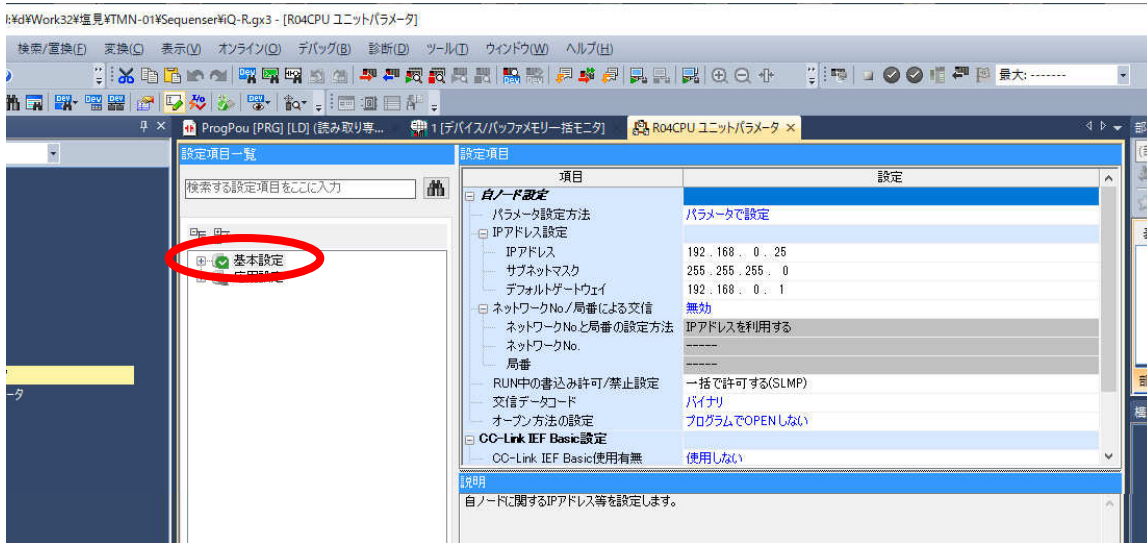 ¥d¥Work32¥塩見¥TMN-01¥Sequenser¥iQ-R.gx3 - [R04CPU ユニットパラメータ]
検索/置換(F) 変換(C) 表示(V) オンライン(O) デバッグ(B) 診断(D) ツール(T) ウィンドウ(W) ヘルプ(H)
最大: -------
ProgPou [PRG] [LD] (読み取り専... 1 [デバイス/バッファメモリ一括モニタ] R04CPU ユニットパラメータ
設定項目一覧
検索する設定項目をここに入力
基本設定
応用設定
設定項目
項目 設定
自ノード設定
パラメータ設定方法 パラメータで設定
IPアドレス設定
IPアドレス 192 . 168 . 0 . 25
サブネットマスク 255 . 255 . 255 . 0
デフォルトゲートウェイ 192 . 168 . 0 . 1
ネットワークNo./局番による交信 無効
ネットワークNo.と局番の設定方法 IPアドレスを利用する
ネットワークNo. -----
局番 -----
RUN中の書込み許可/禁止設定 一括で許可する(SLMP)
交信データコード バイナリ
オープン方法の設定 プログラムでOPENしない
CC-Link IEF Basic設定
CC-Link IEF Basic使用有無 使用しない
説明
自ノードに関するIPアドレス等を設定します。
ータ